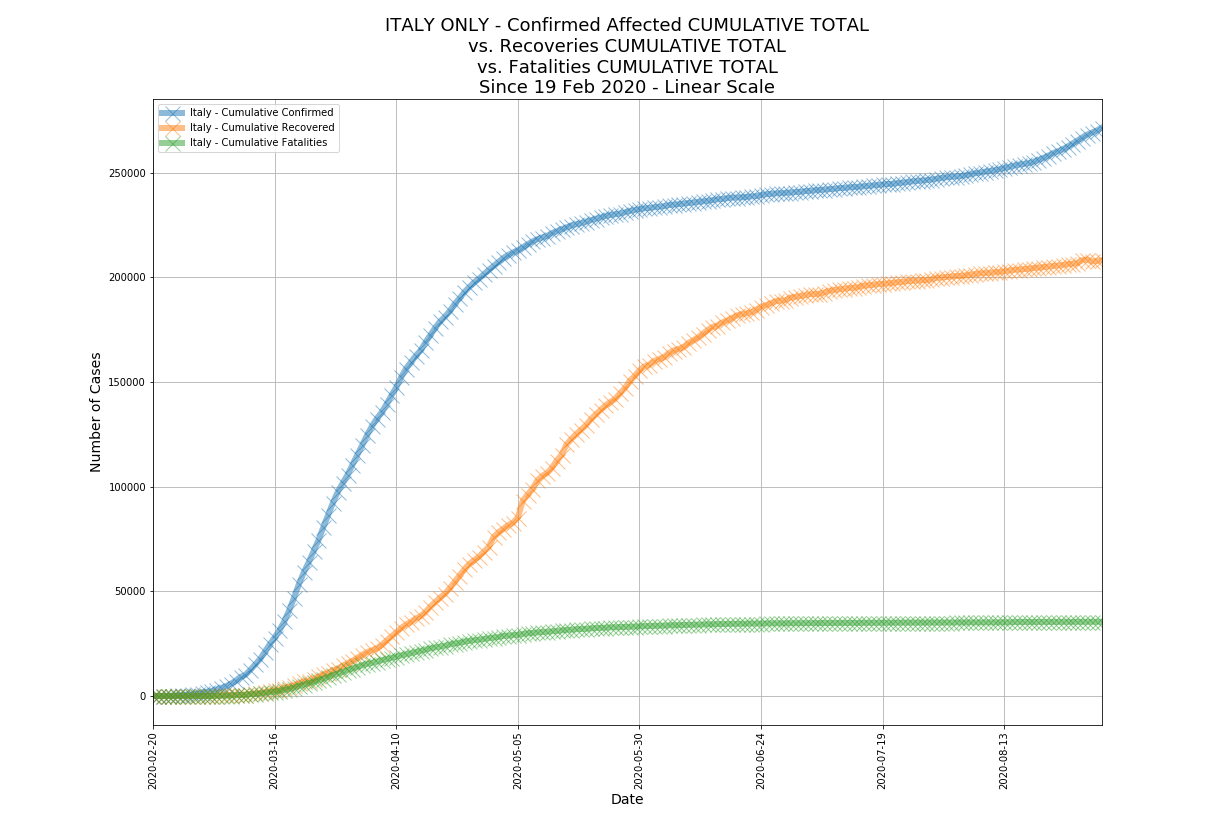 ITALY ONLY - Confirmed Affected CUMULATIVE TOTAL
vs. Recoveries CUMULATIVE TOTAL
vs. Fatalities CUMULATIVE TOTAL
Since 19 Feb 2020 - Linear Scale
Italy - Cumulative Confirmed
Italy - Cumulative Recovered
Italy - Cumulative Fatalities
Number of Cases
250000
200000
150000
100000
50000
0
2020-02-20
2020-03-16
2020-04-10
2020-05-05
2020-05-30
2020-06-24
2020-07-19
2020-08-13
Date